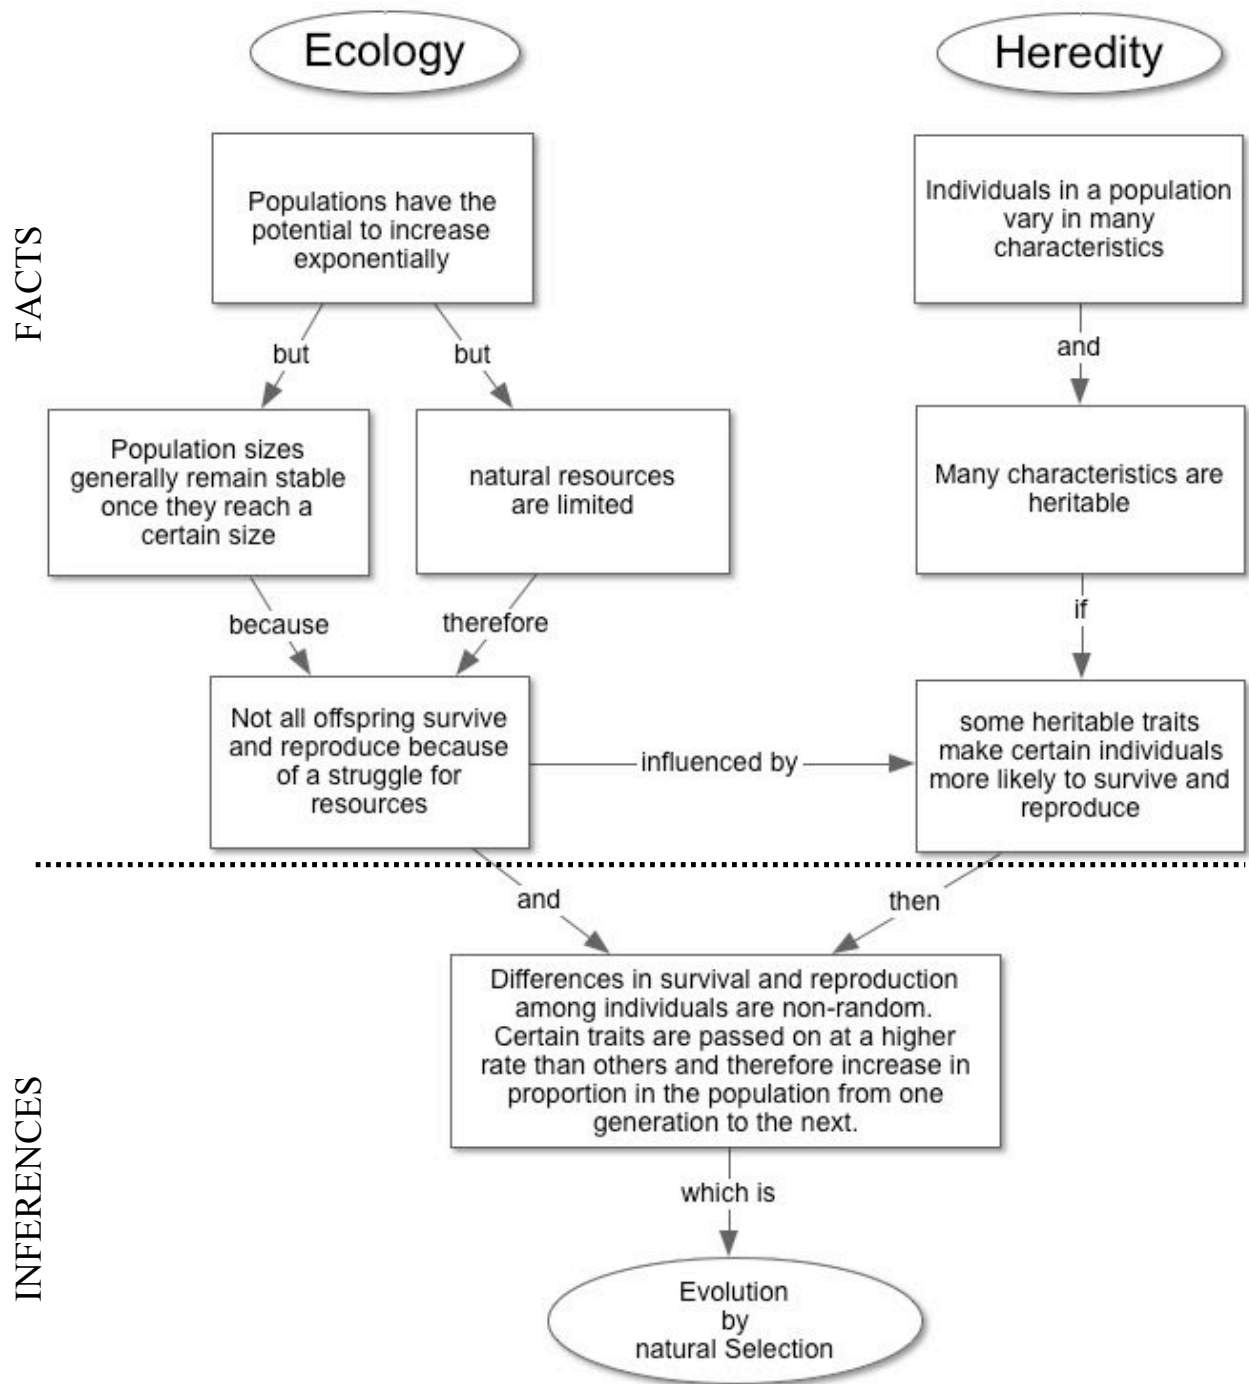 Ecology
Heredity
FACTS
Populations have the
potential to increase
exponentially
Individuals in a population
vary in many
characteristics
but
but
and
Population sizes
generally remain stable
once they reach a
certain size
natural resources
are limited
Many characteristics are
heritable
because
therefore
if
Not all offspring survive
and reproduce because
of a struggle for
resources
influenced by
some heritable traits
make certain individuals
more likely to survive and
reproduce
and
then
INFERENCES
Differences in survival and reproduction
among individuals are non-random.
Certain traits are passed on at a higher
rate than others and therefore increase in
proportion in the population from one
generation to the next.
which is
Evolution
by
natural Selection